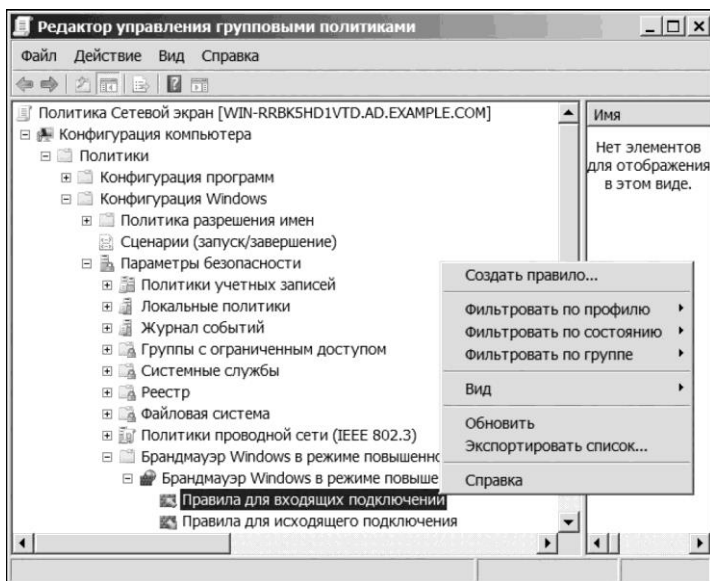 Редактор управления групповыми политиками
Файл Действие Вид Справка
Политика Сетевой экран [WIN-RRBK5HD1VTD.AD.EXAMPLE.COM]
Конфигурация компьютера
Политики
Конфигурация программ
Конфигурация Windows
Политика разрешения имен
Сценарии (запуск/завершение)
Параметры безопасности
Политики учетных записей
Локальные политики
Журнал событий
Группы с ограниченным доступом
Системные службы
Реестр
Файловая система
Политики проводной сети (IEEE 802.3)
Брандмауэр Windows в режиме повышенно
Брандмауэр Windows в режиме повыше
Правила для входящих подключений
Правила для исходящего подключения
Имя
Нет элементов
для отображения
в этом виде.
Создать правило...
Фильтровать по профилю
Фильтровать по состоянию
Фильтровать по группе
Вид
Обновить
Экспортировать список...
Справка